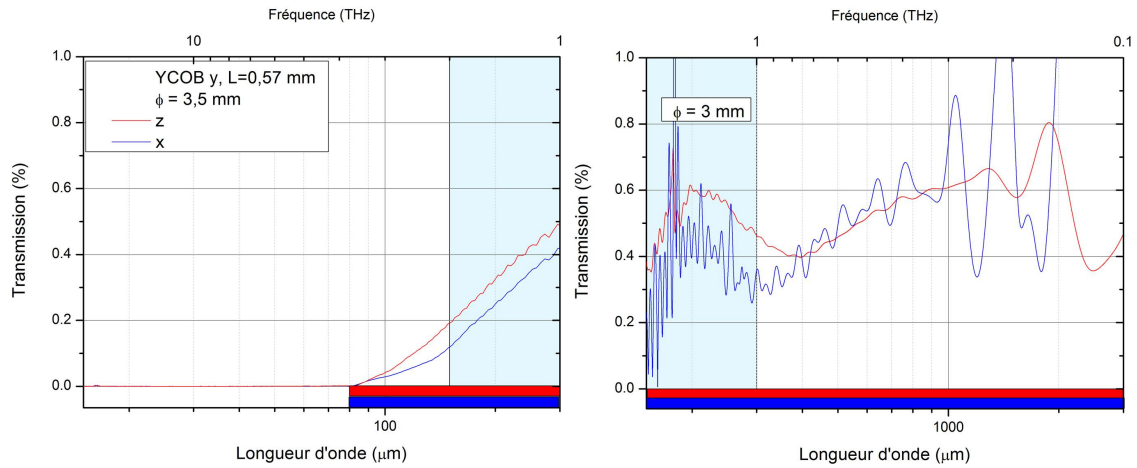 Fréquence (THz)
10
1
1.0
0.8
0.6
0.4
0.2
0.0
Transmission (%)
YCOB y, L=0,57 mm
ϕ = 3,5 mm
z
x
100
Longueur d'onde (μm)
Fréquence (THz)
1
0.1
1.0
0.8
0.6
0.4
0.2
0.0
Transmission (%)
ϕ = 3 mm
1000
Longueur d'onde (μm)